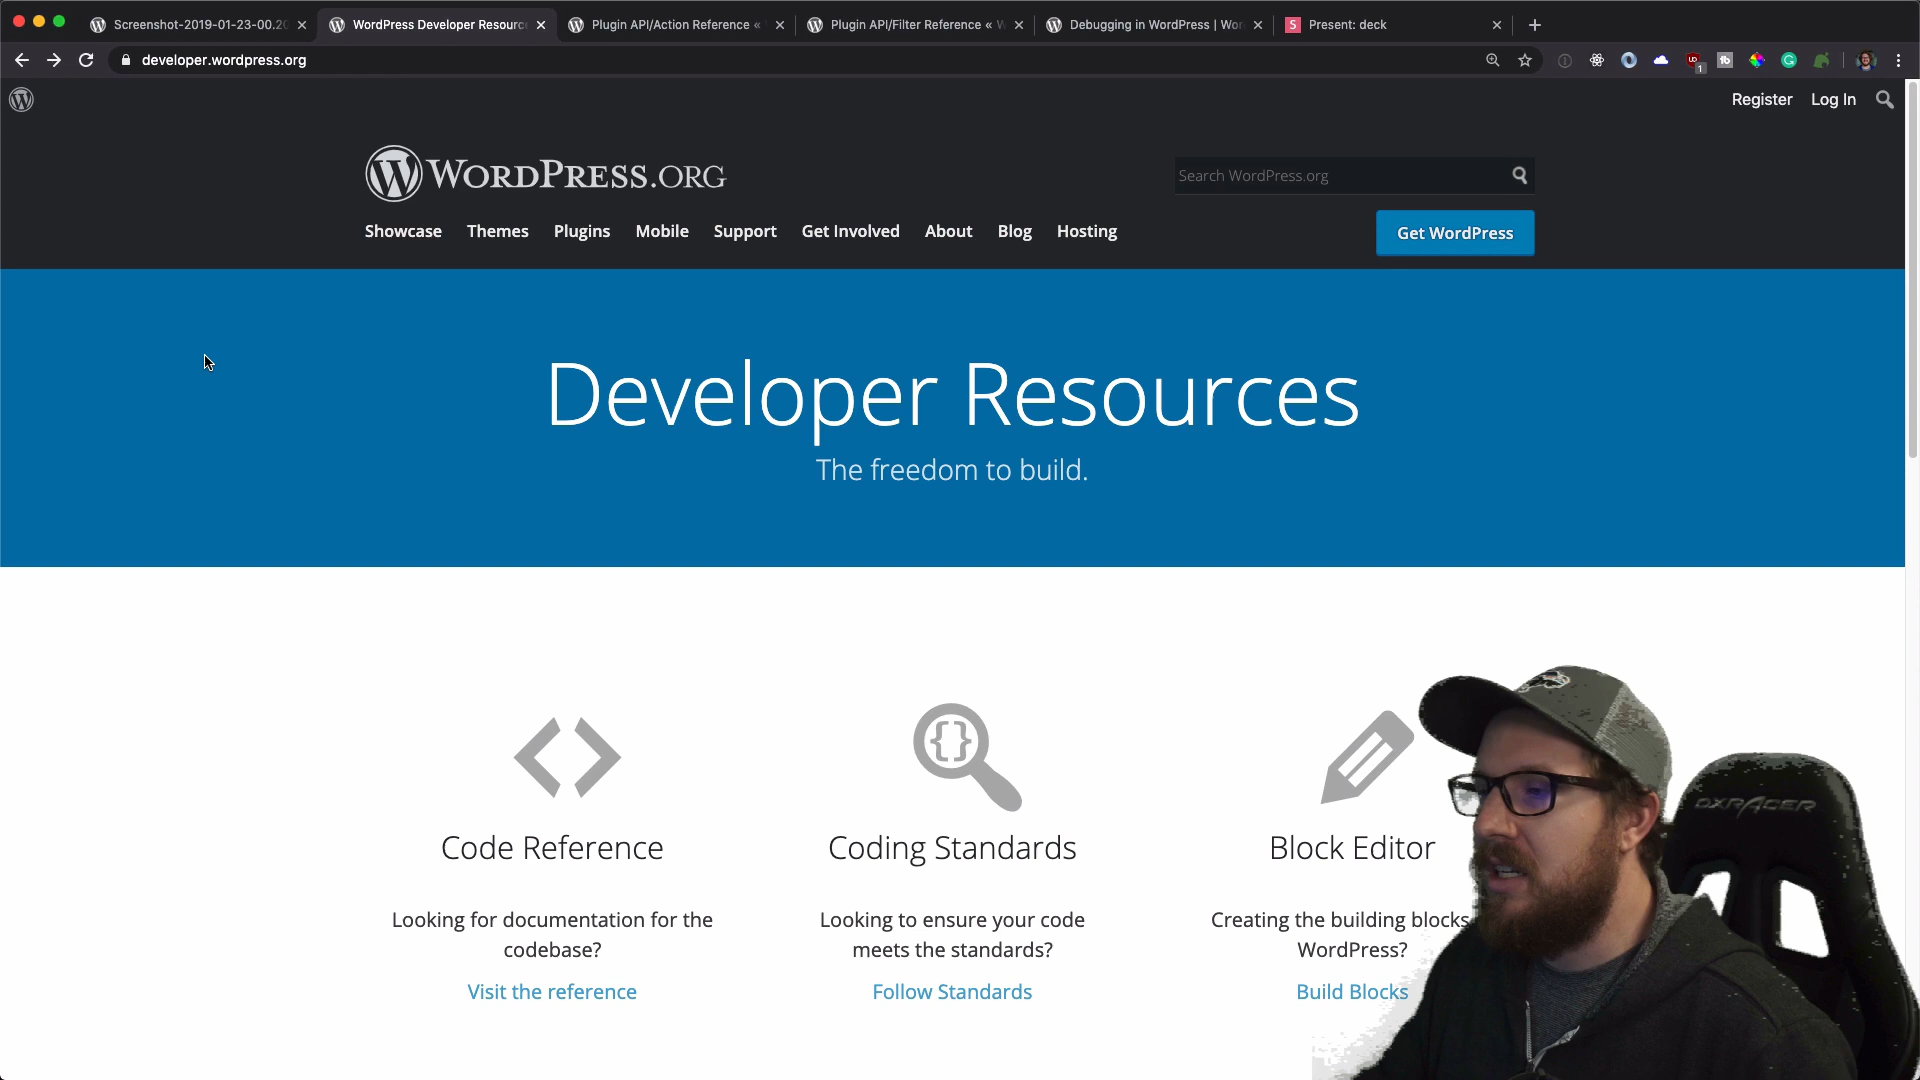 Screenshot-2019-01-23-00.20
WordPress Developer Resourc
Plugin API/Action Reference «
Plugin API/Filter Reference « W
Debugging in WordPress | Wor
S
Present: deck
developer.wordpress.org
1
Register
Log In
WORDPRESS.ORG
Search WordPress.org
Showcase
Themes
Plugins
Mobile
Support
Get Involved
About
Blog
Hosting
Get WordPress
Developer Resources
The freedom to build.
Code Reference
Looking for documentation for the
codebase?
Visit the reference
Coding Standards
Looking to ensure your code
meets the standards?
Follow Standards
Block Editor
Creating the building blocks
WordPress?
Build Blocks
DXRACER